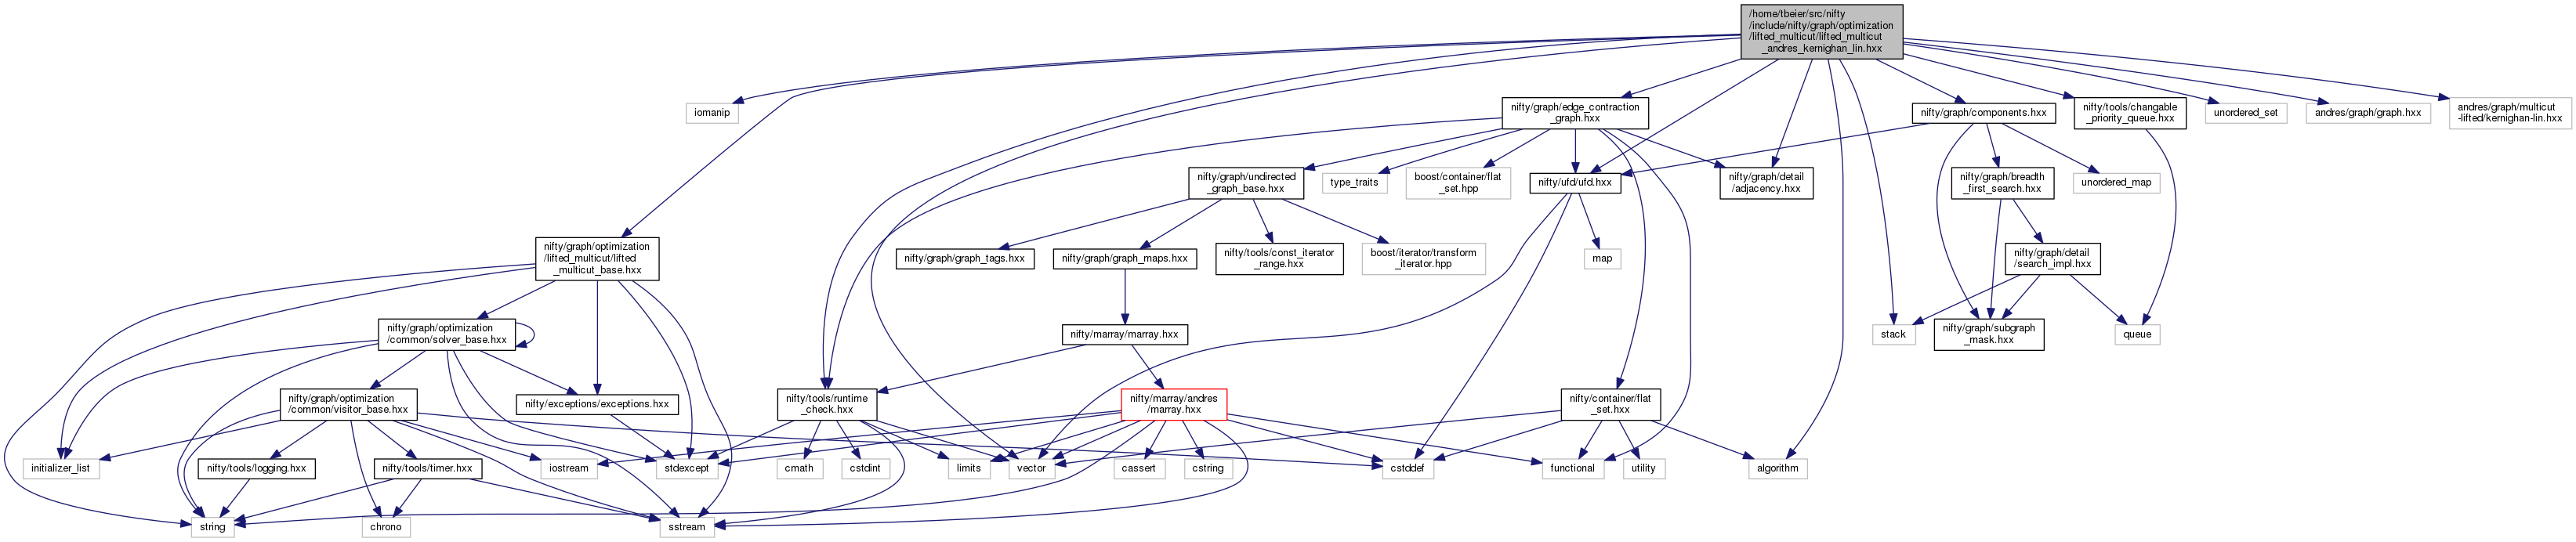 /home/tbeier/src/nifty
/include/nifty/graph/optimization
/lifted_multicut/lifted_multicut
_andres_kernighan_lin.hxx
iomanip
nifty/graph/edge_contraction
_graph.hxx
nifty/graph/components.hxx
nifty/tools/changable
_priority_queue.hxx
unordered_set
andres/graph/graph.hxx
andres/graph/multicut
-lifted/kernighan-lin.hxx
nifty/graph/undirected
_graph_base.hxx
type_traits
boost/container/flat
_set.hpp
nifty/ufd/ufd.hxx
nifty/graph/detail
/adjacency.hxx
nifty/graph/breadth
_first_search.hxx
unordered_map
nifty/graph/optimization
/lifted_multicut/lifted
_multicut_base.hxx
nifty/graph/graph_tags.hxx
nifty/graph/graph_maps.hxx
nifty/tools/const_iterator
_range.hxx
boost/iterator/transform
_iterator.hpp
map
nifty/graph/detail
/search_impl.hxx
nifty/graph/optimization
/common/solver_base.hxx
nifty/marray/marray.hxx
stack
nifty/graph/subgraph
_mask.hxx
queue
nifty/graph/optimization
/common/visitor_base.hxx
nifty/exceptions/exceptions.hxx
nifty/tools/runtime
_check.hxx
nifty/marray/andres
/marray.hxx
nifty/container/flat
_set.hxx
initializer_list
nifty/tools/logging.hxx
nifty/tools/timer.hxx
iostream
stdexcept
cmath
cstdint
limits
vector
cassert
cstring
cstddef
functional
utility
algorithm
string
chrono
sstream